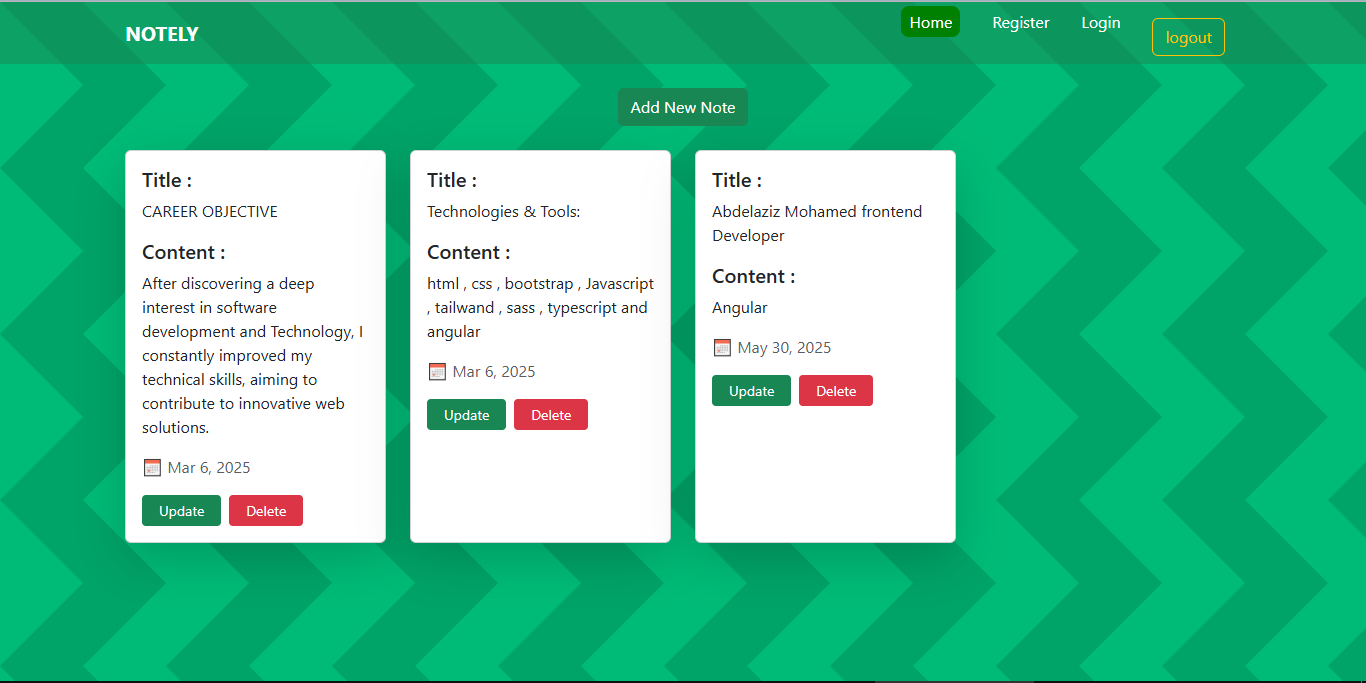 NOTELY
Home
Register
Login
logout
Add New Note
Title :
CAREER OBJECTIVE
Content :
After discovering a deep
interest in software
development and Technology, I
constantly improved my
technical skills, aiming to
contribute to innovative web
solutions.
Mar 6, 2025
Update
Delete
Title :
Technologies & Tools:
Content :
html , css , bootstrap , Javascript
, tailwand , sass , typescript and
angular
Mar 6, 2025
Update
Delete
Title :
Abdelaziz Mohamed frontend
Developer
Content :
Angular
May 30, 2025
Update
Delete